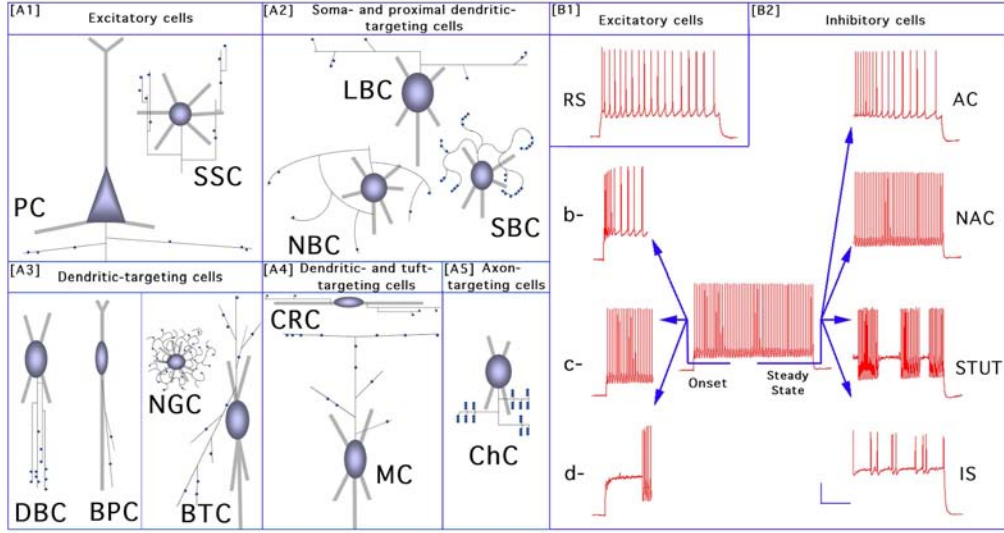 [A1]
Excitatory cells
PC
SSC
[A2]
Soma- and proximal dendritic-
targeting cells
LBC
NBC
SBC
[A3]
Dendritic-targeting cells
DBC
BPC
NGC
BTC
[A4]
Dendritic- and tuft-
targeting cells
CRC
MC
[A5]
Axon-
targeting cells
ChC
[B1]
Excitatory cells
RS
[B2]
Inhibitory cells
b-
c-
d-
Onset
Steady
State
AC
NAC
STUT
IS